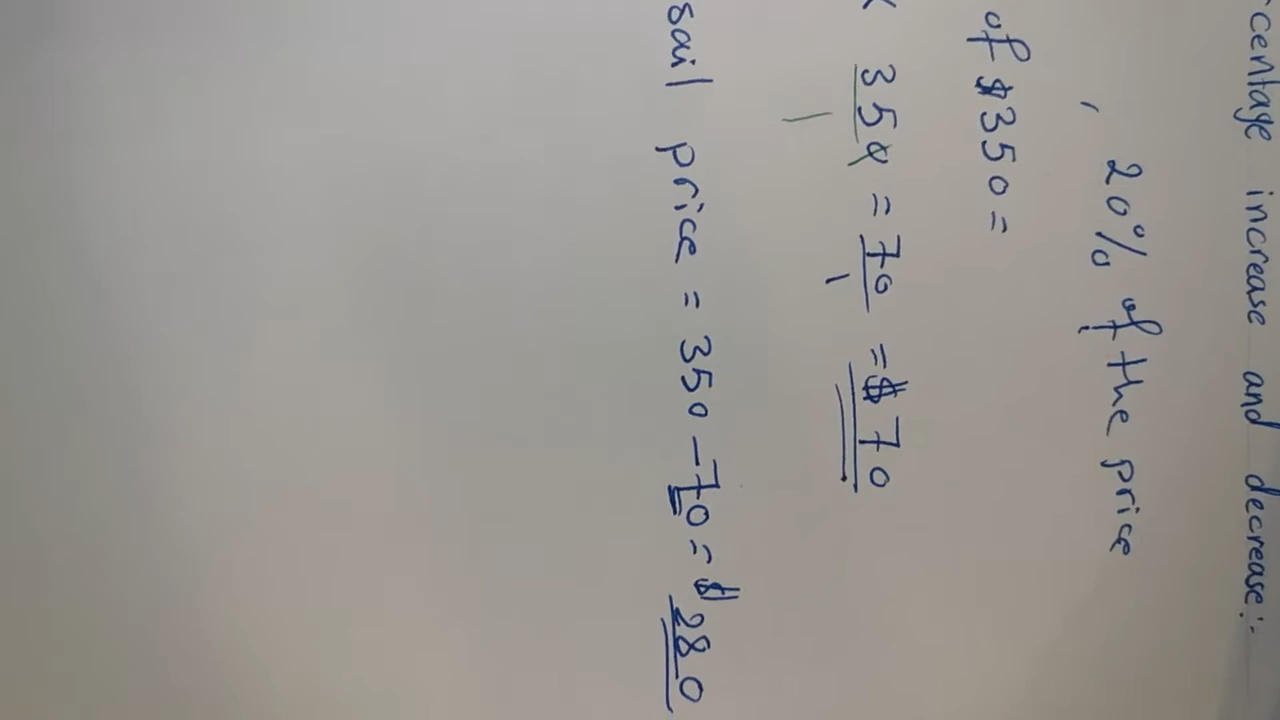 centage increase and decrease:-
, 20% of the price
of $350=
350 = 70 = $70
1 1
sail price = 350 - 70 = $280